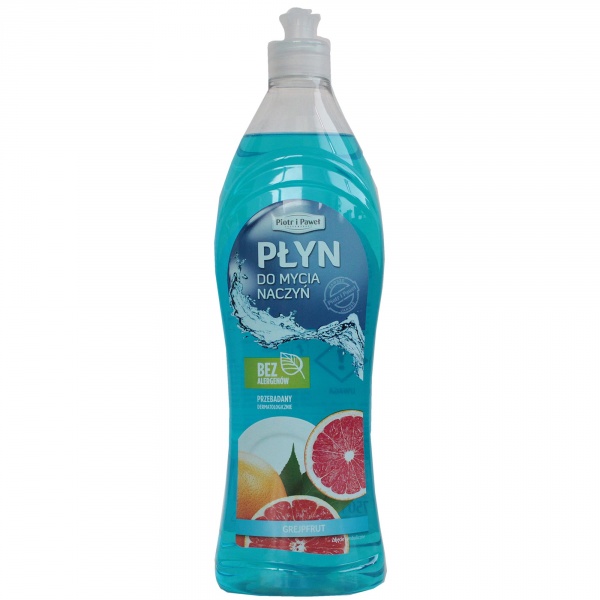 Piotr i Paweł
PŁYN
DO MYCIA
NACZYŃ
BEZ
ALERGENÓW
PRZEBADANY
DERMATOLOGICZNIE
GREJPFRUT